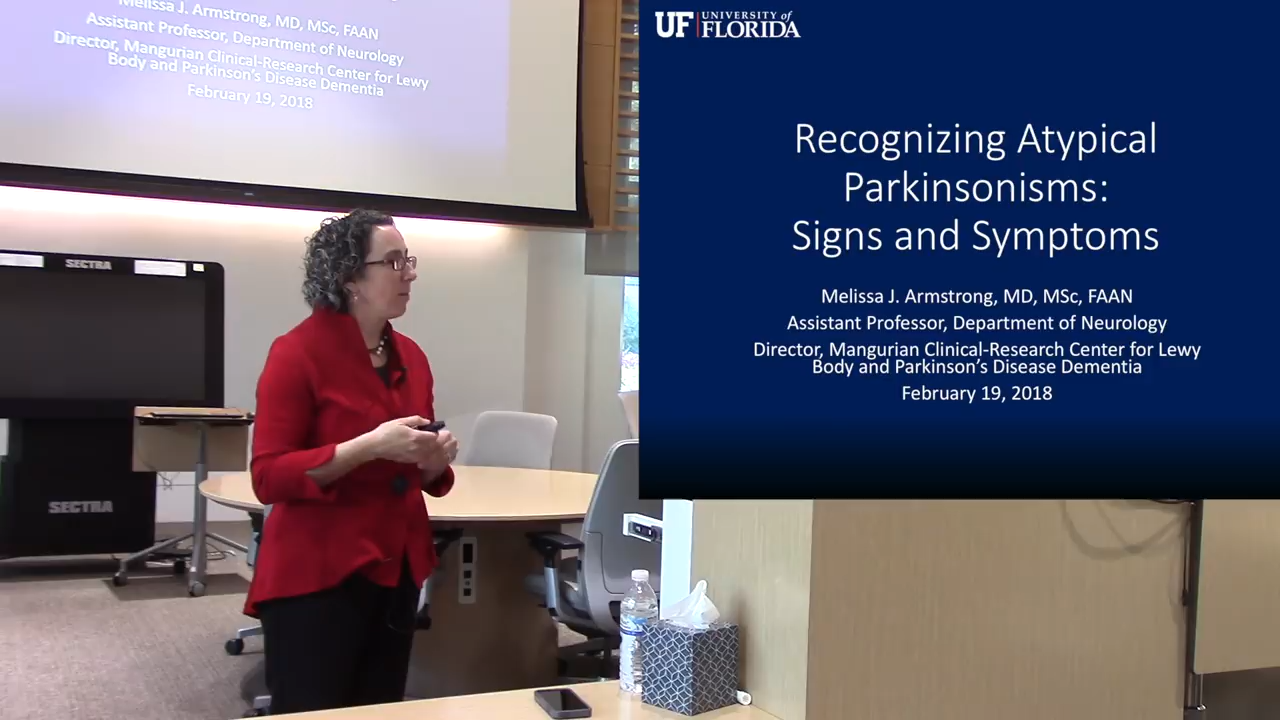 Melissa J. Armstrong, MD, MSc, FAAN
Assistant Professor, Department of Neurology
Director, Mangurian Clinical-Research Center for Lewy
Body and Parkinson's Disease Dementia
February 19, 2018
SECTRA
SECTRA
UF UNIVERSITY of
FLORIDA
Recognizing Atypical
Parkinsonisms:
Signs and Symptoms
Melissa J. Armstrong, MD, MSc, FAAN
Assistant Professor, Department of Neurology
Director, Mangurian Clinical-Research Center for Lewy
Body and Parkinson's Disease Dementia
February 19, 2018